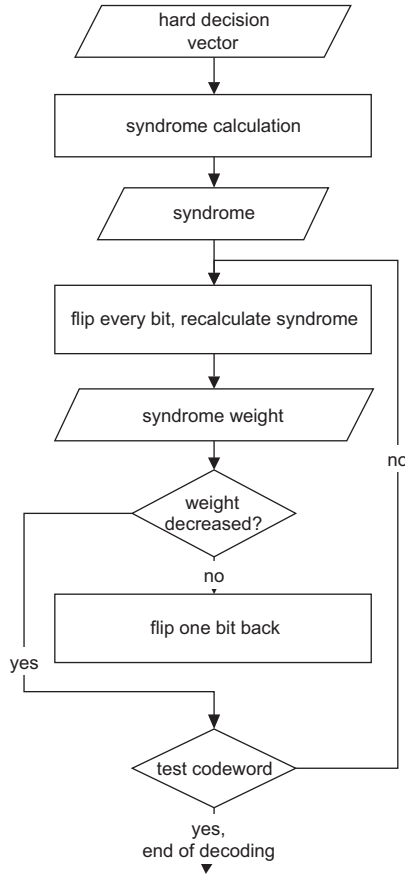 hard decision
vector
syndrome calculation
syndrome
flip every bit, recalculate syndrome
syndrome weight
no
weight
decreased?
no
flip one bit back
yes
test codeword
yes,
end of decoding